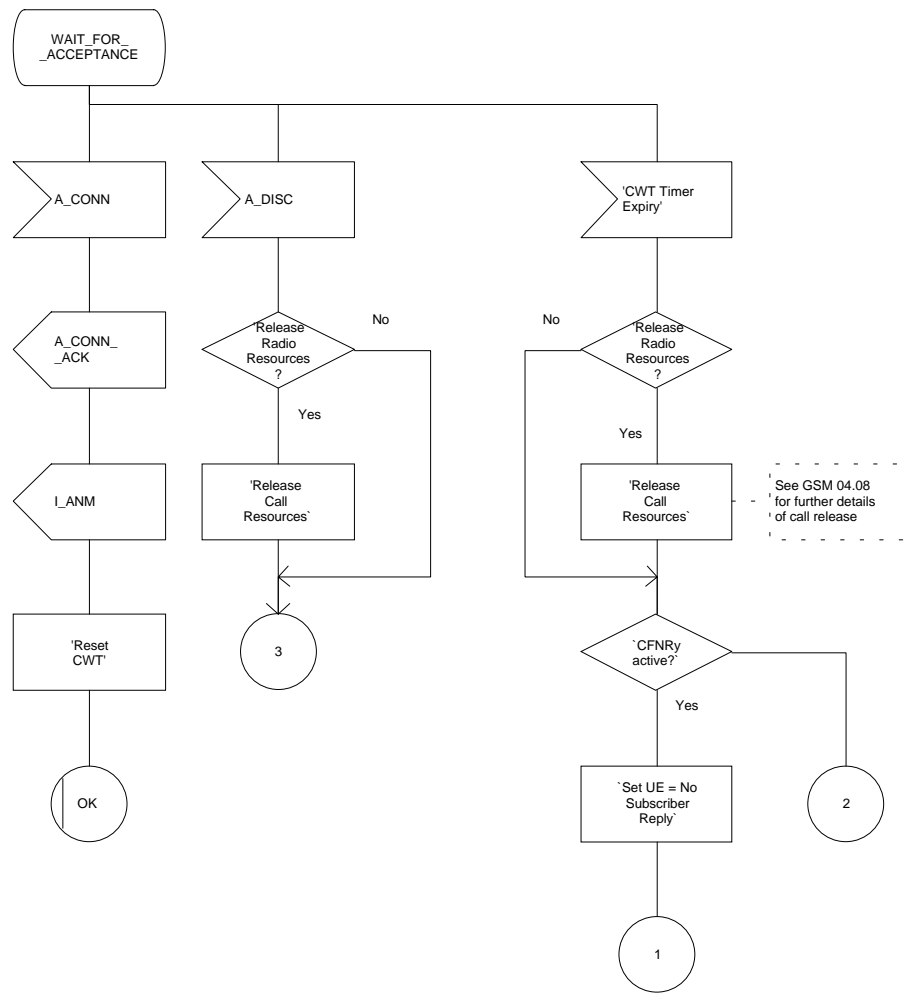 WAIT_FOR_
_ACCEPTANCE
A_CONN
A_DISC
'CWT Timer
Expiry'
A_CONN_
_ACK
'Release
Radio
Resources
?
No
Yes
No
'Release
Radio
Resources
?
Yes
I_ANM
'Release
Call
Resources`
'Release
Call
Resources`
See GSM 04.08
for further details
of call release
'Reset
CWT'
3
`CFNRy
active?`
Yes
OK
`Set UE = No
Subscriber
Reply`
2
1